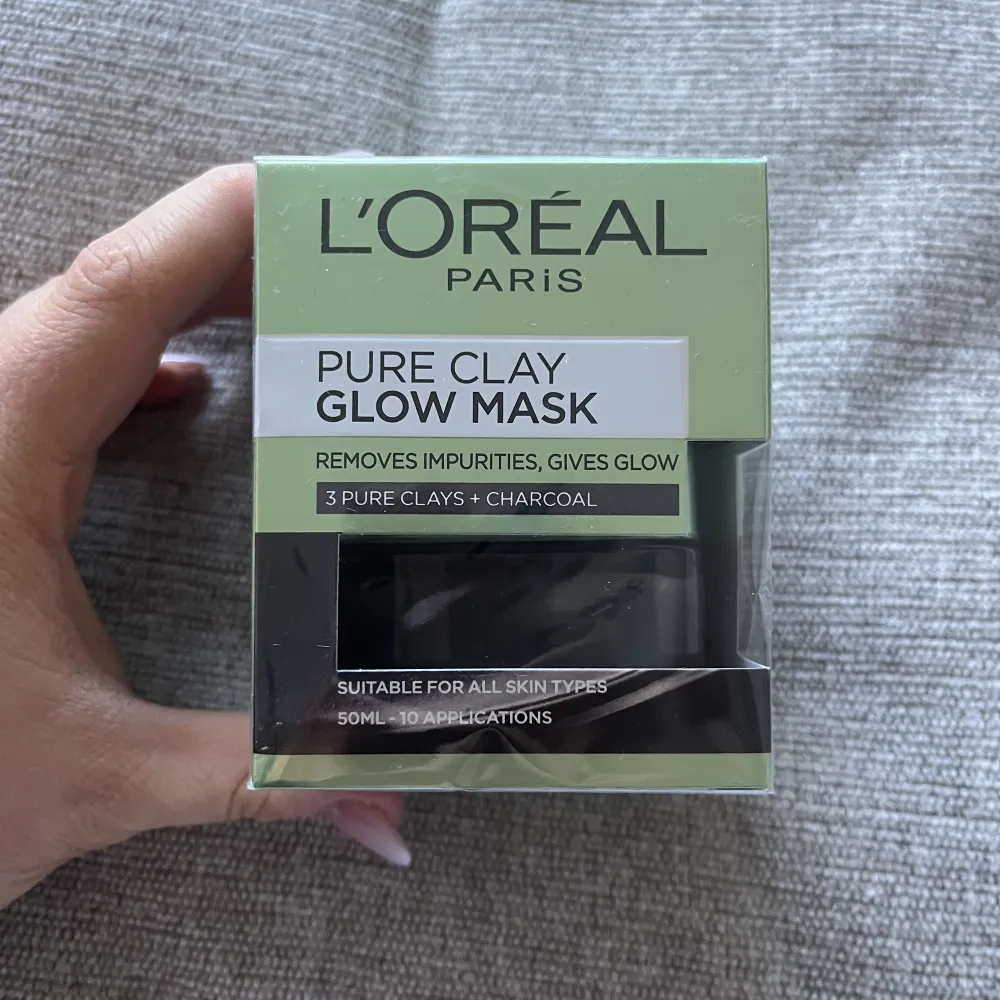 L'ORÉAL
PARiS
PURE CLAY
GLOW MASK
REMOVES IMPURITIES, GIVES GLOW
3 PURE CLAYS + CHARCOAL
SUITABLE FOR ALL SKIN TYPES
50ML - 10 APPLICATIONS